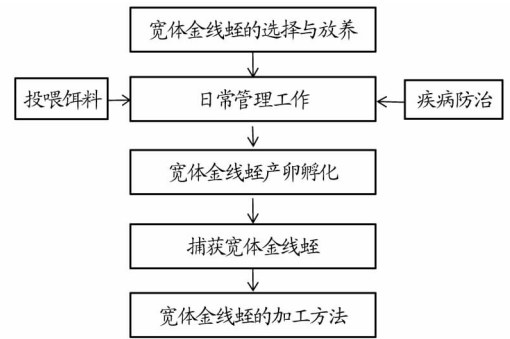 宽体金线蛭的选择与放养
投喂饵料
日常管理工作
疾病防治
宽体金线蛭产卵孵化
捕获宽体金线蛭
宽体金线蛭的加工方法